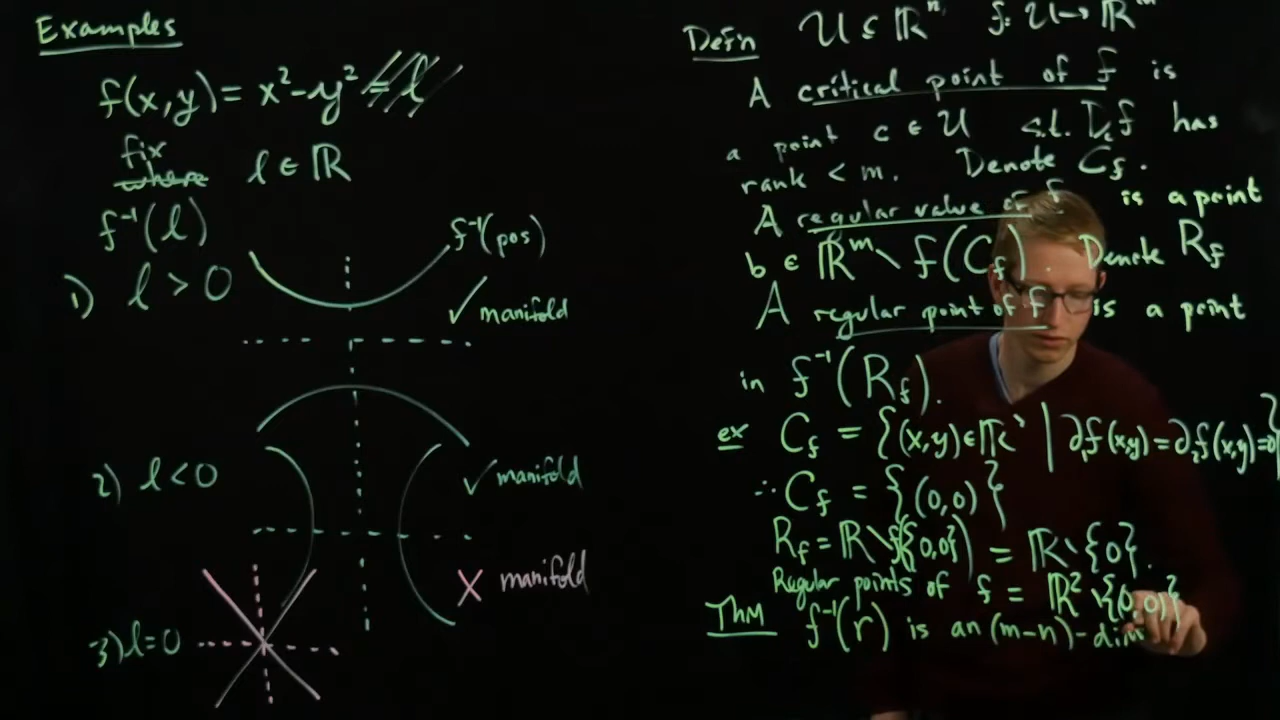 Examples
f(x,y) = x²-y² = l
fix
where l ∈ ℝ
f⁻¹(l)
f⁻¹(pos)
1) l > 0
✓ manifold
2) l < 0
✓ manifold
X manifold
3) l = 0
Defn U ⊆ ℝⁿ f: U → ℝᵐ
A critical point of f is
a point c ∈ U s.t. D_c f has
rank < m. Denote C_f.
A regular value of f is a point
b ∈ ℝᵐ \ f(C_f). Denote R_f
A regular point of f is a point
in f⁻¹(R_f).
ex C_f = {(x,y) ∈ ℝ² | ∂₁f(x,y) = ∂₂f(x,y) = 0}
∴ C_f = {(0,0)}
R_f = ℝ \ f({0,0}) = ℝ \ {0}.
Regular points of f = ℝ² \ {(0,0)}
THM f⁻¹(r) is an (m-n)-dim